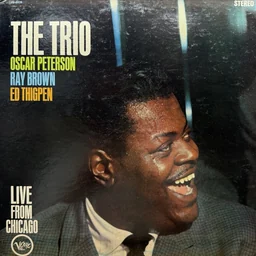 STEREO
THE TRIO
OSCAR PETERSON
RAY BROWN
ED THIGPEN
LIVE
FROM
CHICAGO
Verve